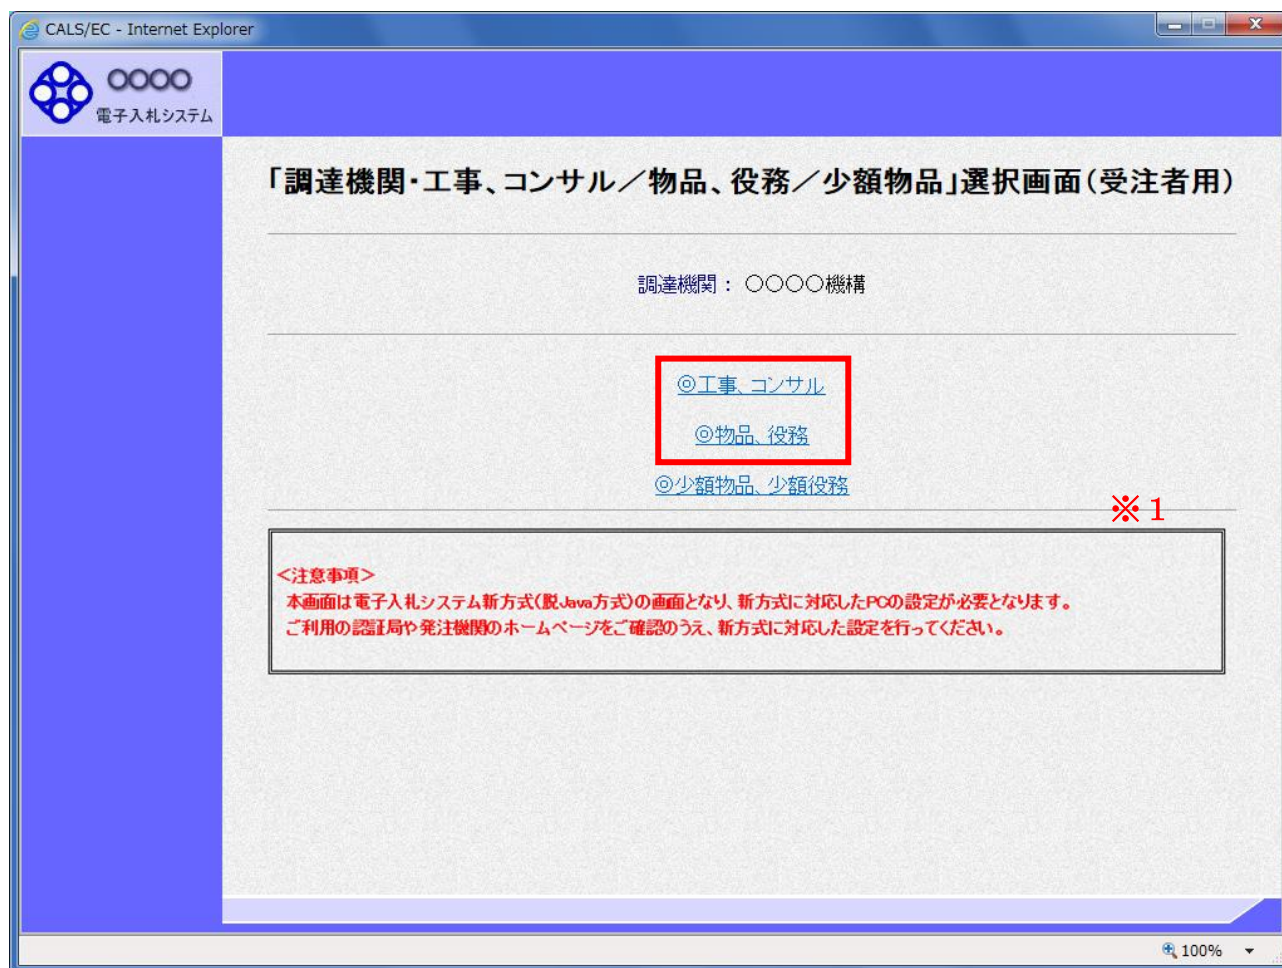 CALS/EC - Internet Explorer
〇〇〇〇
電子入札システム
「調達機関・工事、コンサル／物品、役務／少額物品」選択画面(受注者用)
調達機関： 〇〇〇〇機構
◎工事、コンサル
◎物品、役務
◎少額物品、少額役務
※1
＜注意事項＞
本画面は電子入札システム新方式(脱Java方式)の画面となり、新方式に対応したPCの設定が必要となります。
ご利用の認証局や発注機関のホームページをご確認のうえ、新方式に対応した設定を行ってください。
100%